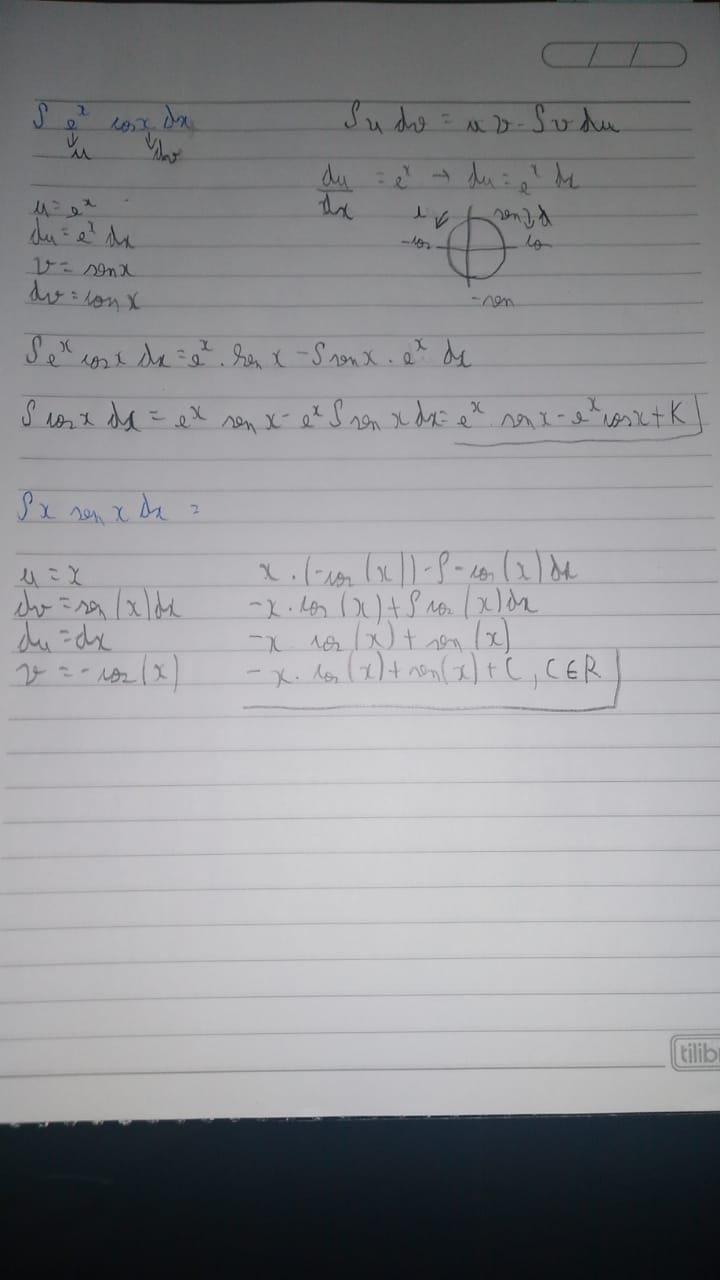 ∫ e^x cos x dx
∫ u dv = u v - ∫ v du
u
dv
du/dx = e^x → du = e^x dx
u = e^x
du = e^x dx
v = sen x
dv = cos x
sen
-cos
cos
-sen
∫ e^x cos x dx = e^x . sen x - ∫ sen x . e^x dx
∫ cos x dx = e^x sen x - e^x ∫ sen x dx = e^x . sen x - e^x cos x + K
∫ x sen x dx =
u = x
dv = sen (x) dx
du = dx
v = - cos (x)
x . (-cos (x)) - ∫ - cos (x) dx
-x . cos (x) + ∫ cos (x) dx
-x cos (x) + sen (x)
-x . cos (x) + sen (x) + C, C ∈ R